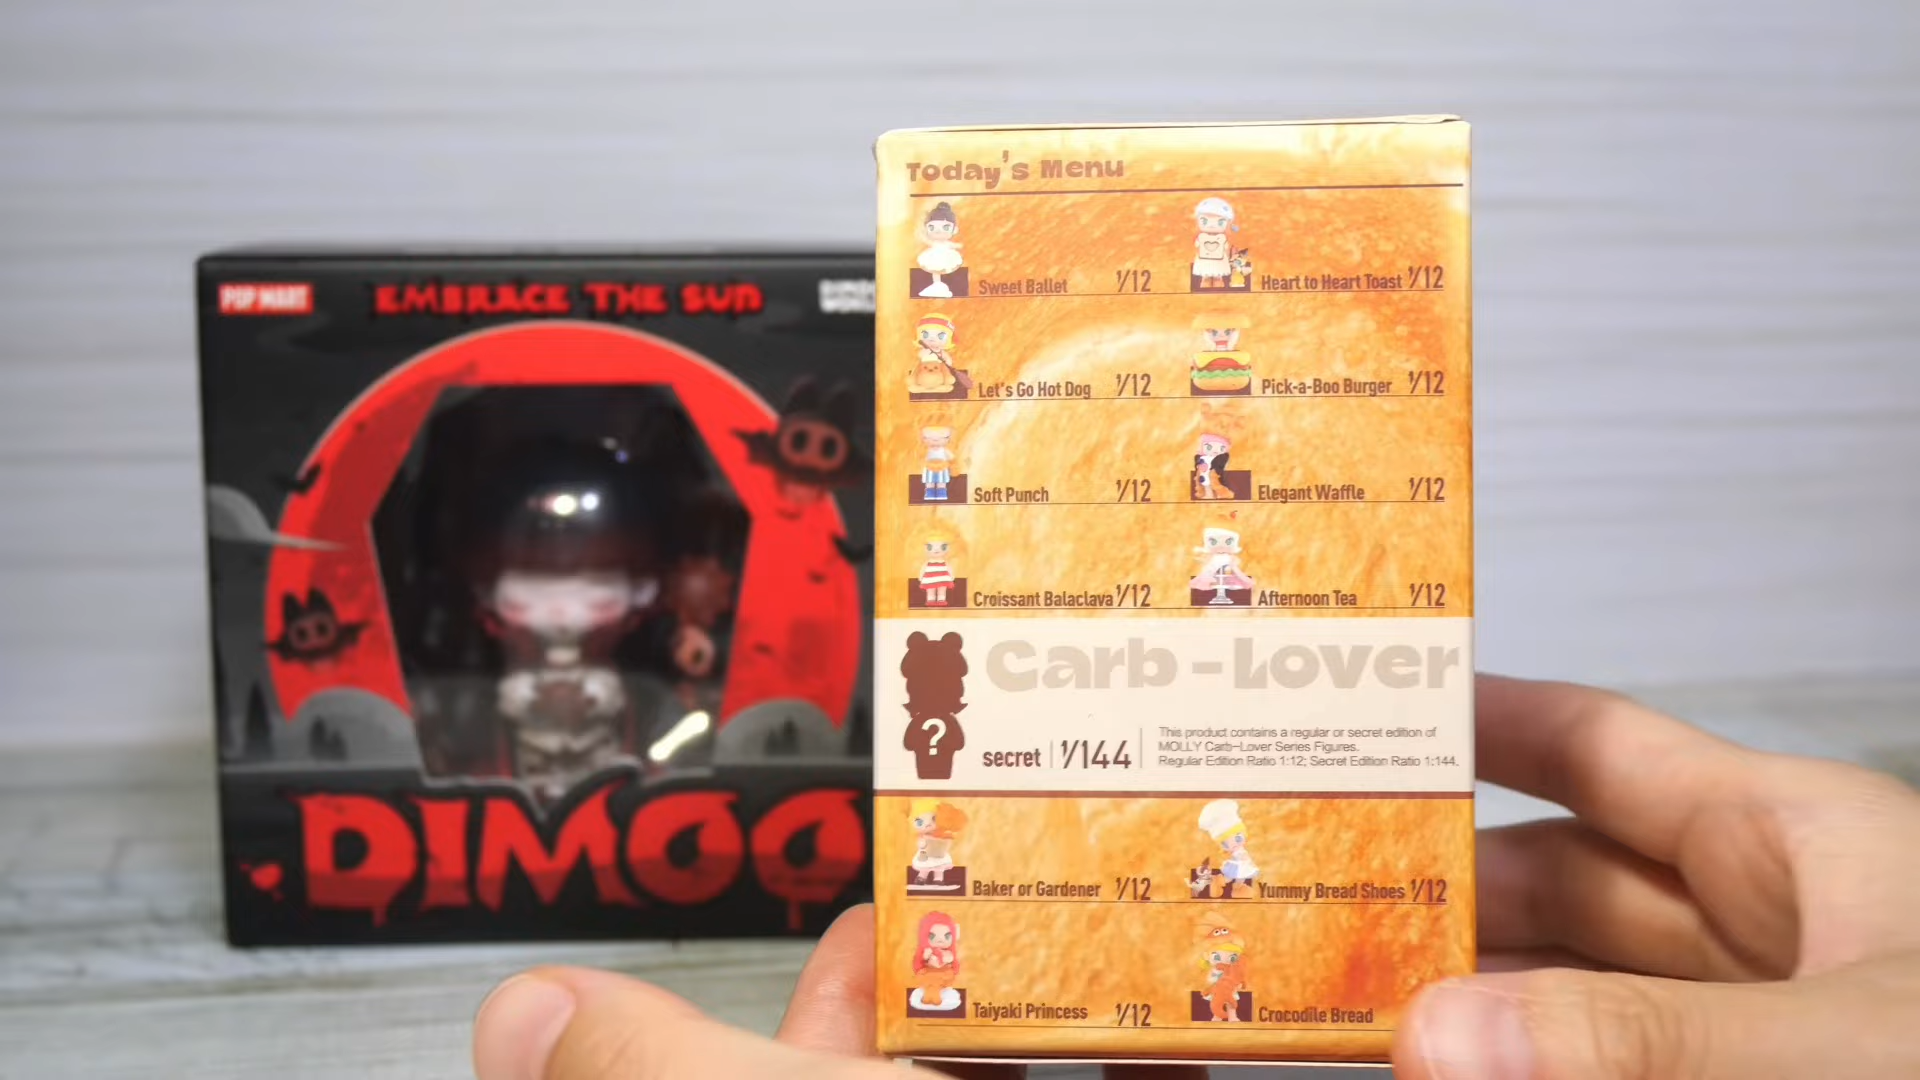 POP MART
EMBRACE THE SUN
DIMOO
Today's Menu
Sweet Ballet 1/12
Heart to Heart Toast 1/12
Let's Go Hot Dog 1/12
Pick-a-Boo Burger 1/12
Soft Punch 1/12
Elegant Waffle 1/12
Croissant Balaclava 1/12
Afternoon Tea 1/12
Carb-Lover
?
secret 1/144
This product contains a regular or secret edition of
MOLLY Carb-Lover Series Figures.
Regular Edition Ratio 1:12; Secret Edition Ratio 1:144.
Baker or Gardener 1/12
Yummy Bread Shoes 1/12
Taiyaki Princess 1/12
Crocodile Bread